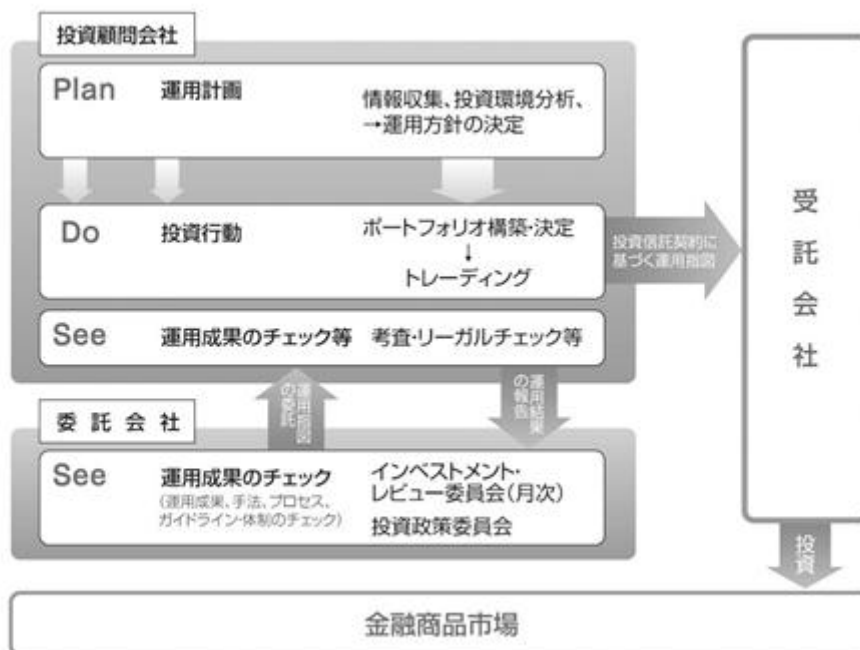 投資顧問会社
Plan 運用計画 情報収集、投資環境分析、
→運用方針の決定
Do 投資行動 ポートフォリオ構築・決定
↓
トレーディング
投資信託契約に
基づく運用指図
See 運用成果のチェック等 考査・リーガルチェック等
運用指図
の委託
運用結果
の報告
委託会社
See 運用成果のチェック
(運用成果、手法、プロセス、
ガイドライン・体制のチェック)
インベストメント・
レビュー委員会(月次)
投資政策委員会
受託会社
投資
金融商品市場